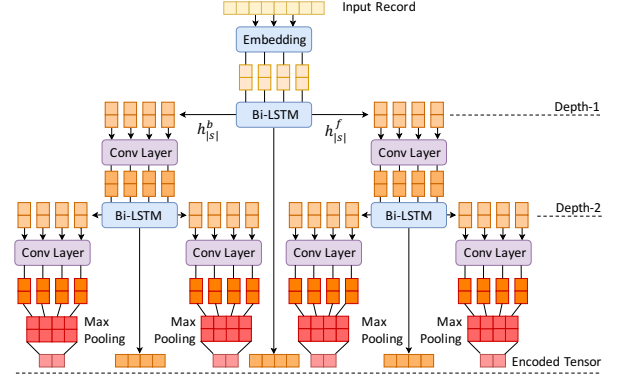 Input Record
Embedding
Bi-LSTM
Depth-1
h^b_{|s|}
h^f_{|s|}
Conv Layer
Conv Layer
Bi-LSTM
Bi-LSTM
Depth-2
Conv Layer
Conv Layer
Conv Layer
Conv Layer
Max
Pooling
Max
Pooling
Max
Pooling
Max
Pooling
Encoded Tensor